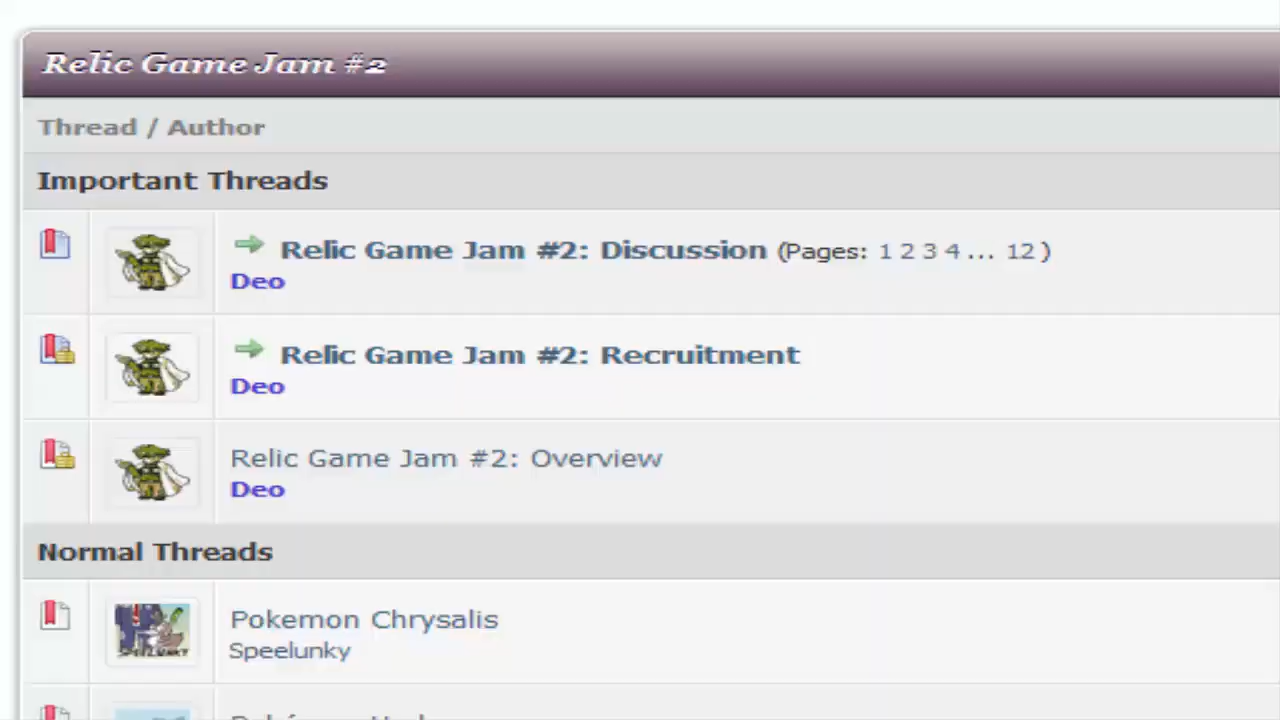 Relic Game Jam #2
Thread / Author
Important Threads
Relic Game Jam #2: Discussion (Pages: 1 2 3 4 ... 12 )
Deo
Relic Game Jam #2: Recruitment
Deo
Relic Game Jam #2: Overview
Deo
Normal Threads
Pokemon Chrysalis
Speelunky